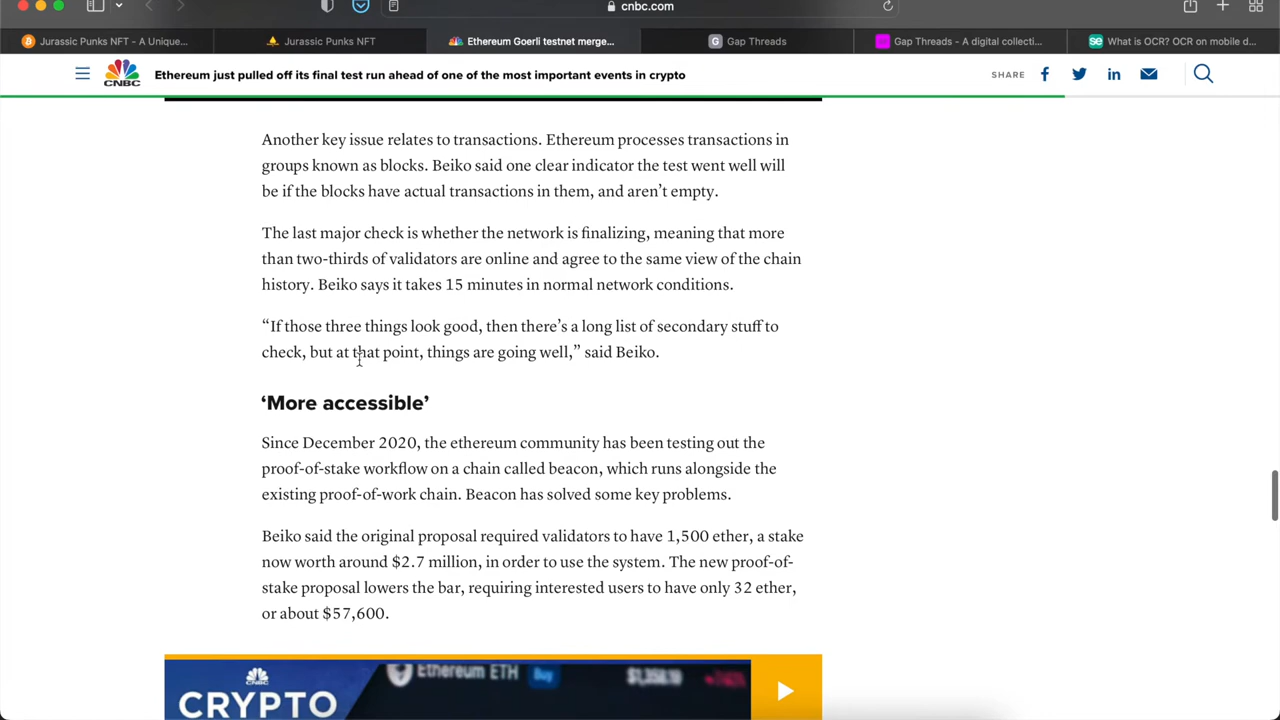 cnbc.com
Jurassic Punks NFT - A Unique...
Jurassic Punks NFT
Ethereum Goerli testnet merge...
G Gap Threads
Gap Threads - A digital collecti...
se What is OCR? OCR on mobile d...
CNBC
Ethereum just pulled off its final test run ahead of one of the most important events in crypto
SHARE
Another key issue relates to transactions. Ethereum processes transactions in
groups known as blocks. Beiko said one clear indicator the test went well will
be if the blocks have actual transactions in them, and aren’t empty.
The last major check is whether the network is finalizing, meaning that more
than two-thirds of validators are online and agree to the same view of the chain
history. Beiko says it takes 15 minutes in normal network conditions.
“If those three things look good, then there’s a long list of secondary stuff to
check, but at that point, things are going well,” said Beiko.
‘More accessible’
Since December 2020, the ethereum community has been testing out the
proof-of-stake workflow on a chain called beacon, which runs alongside the
existing proof-of-work chain. Beacon has solved some key problems.
Beiko said the original proposal required validators to have 1,500 ether, a stake
now worth around $2.7 million, in order to use the system. The new proof-of-
stake proposal lowers the bar, requiring interested users to have only 32 ether,
or about $57,600.
Ethereum ETH Buy
CNBC
CRYPTO